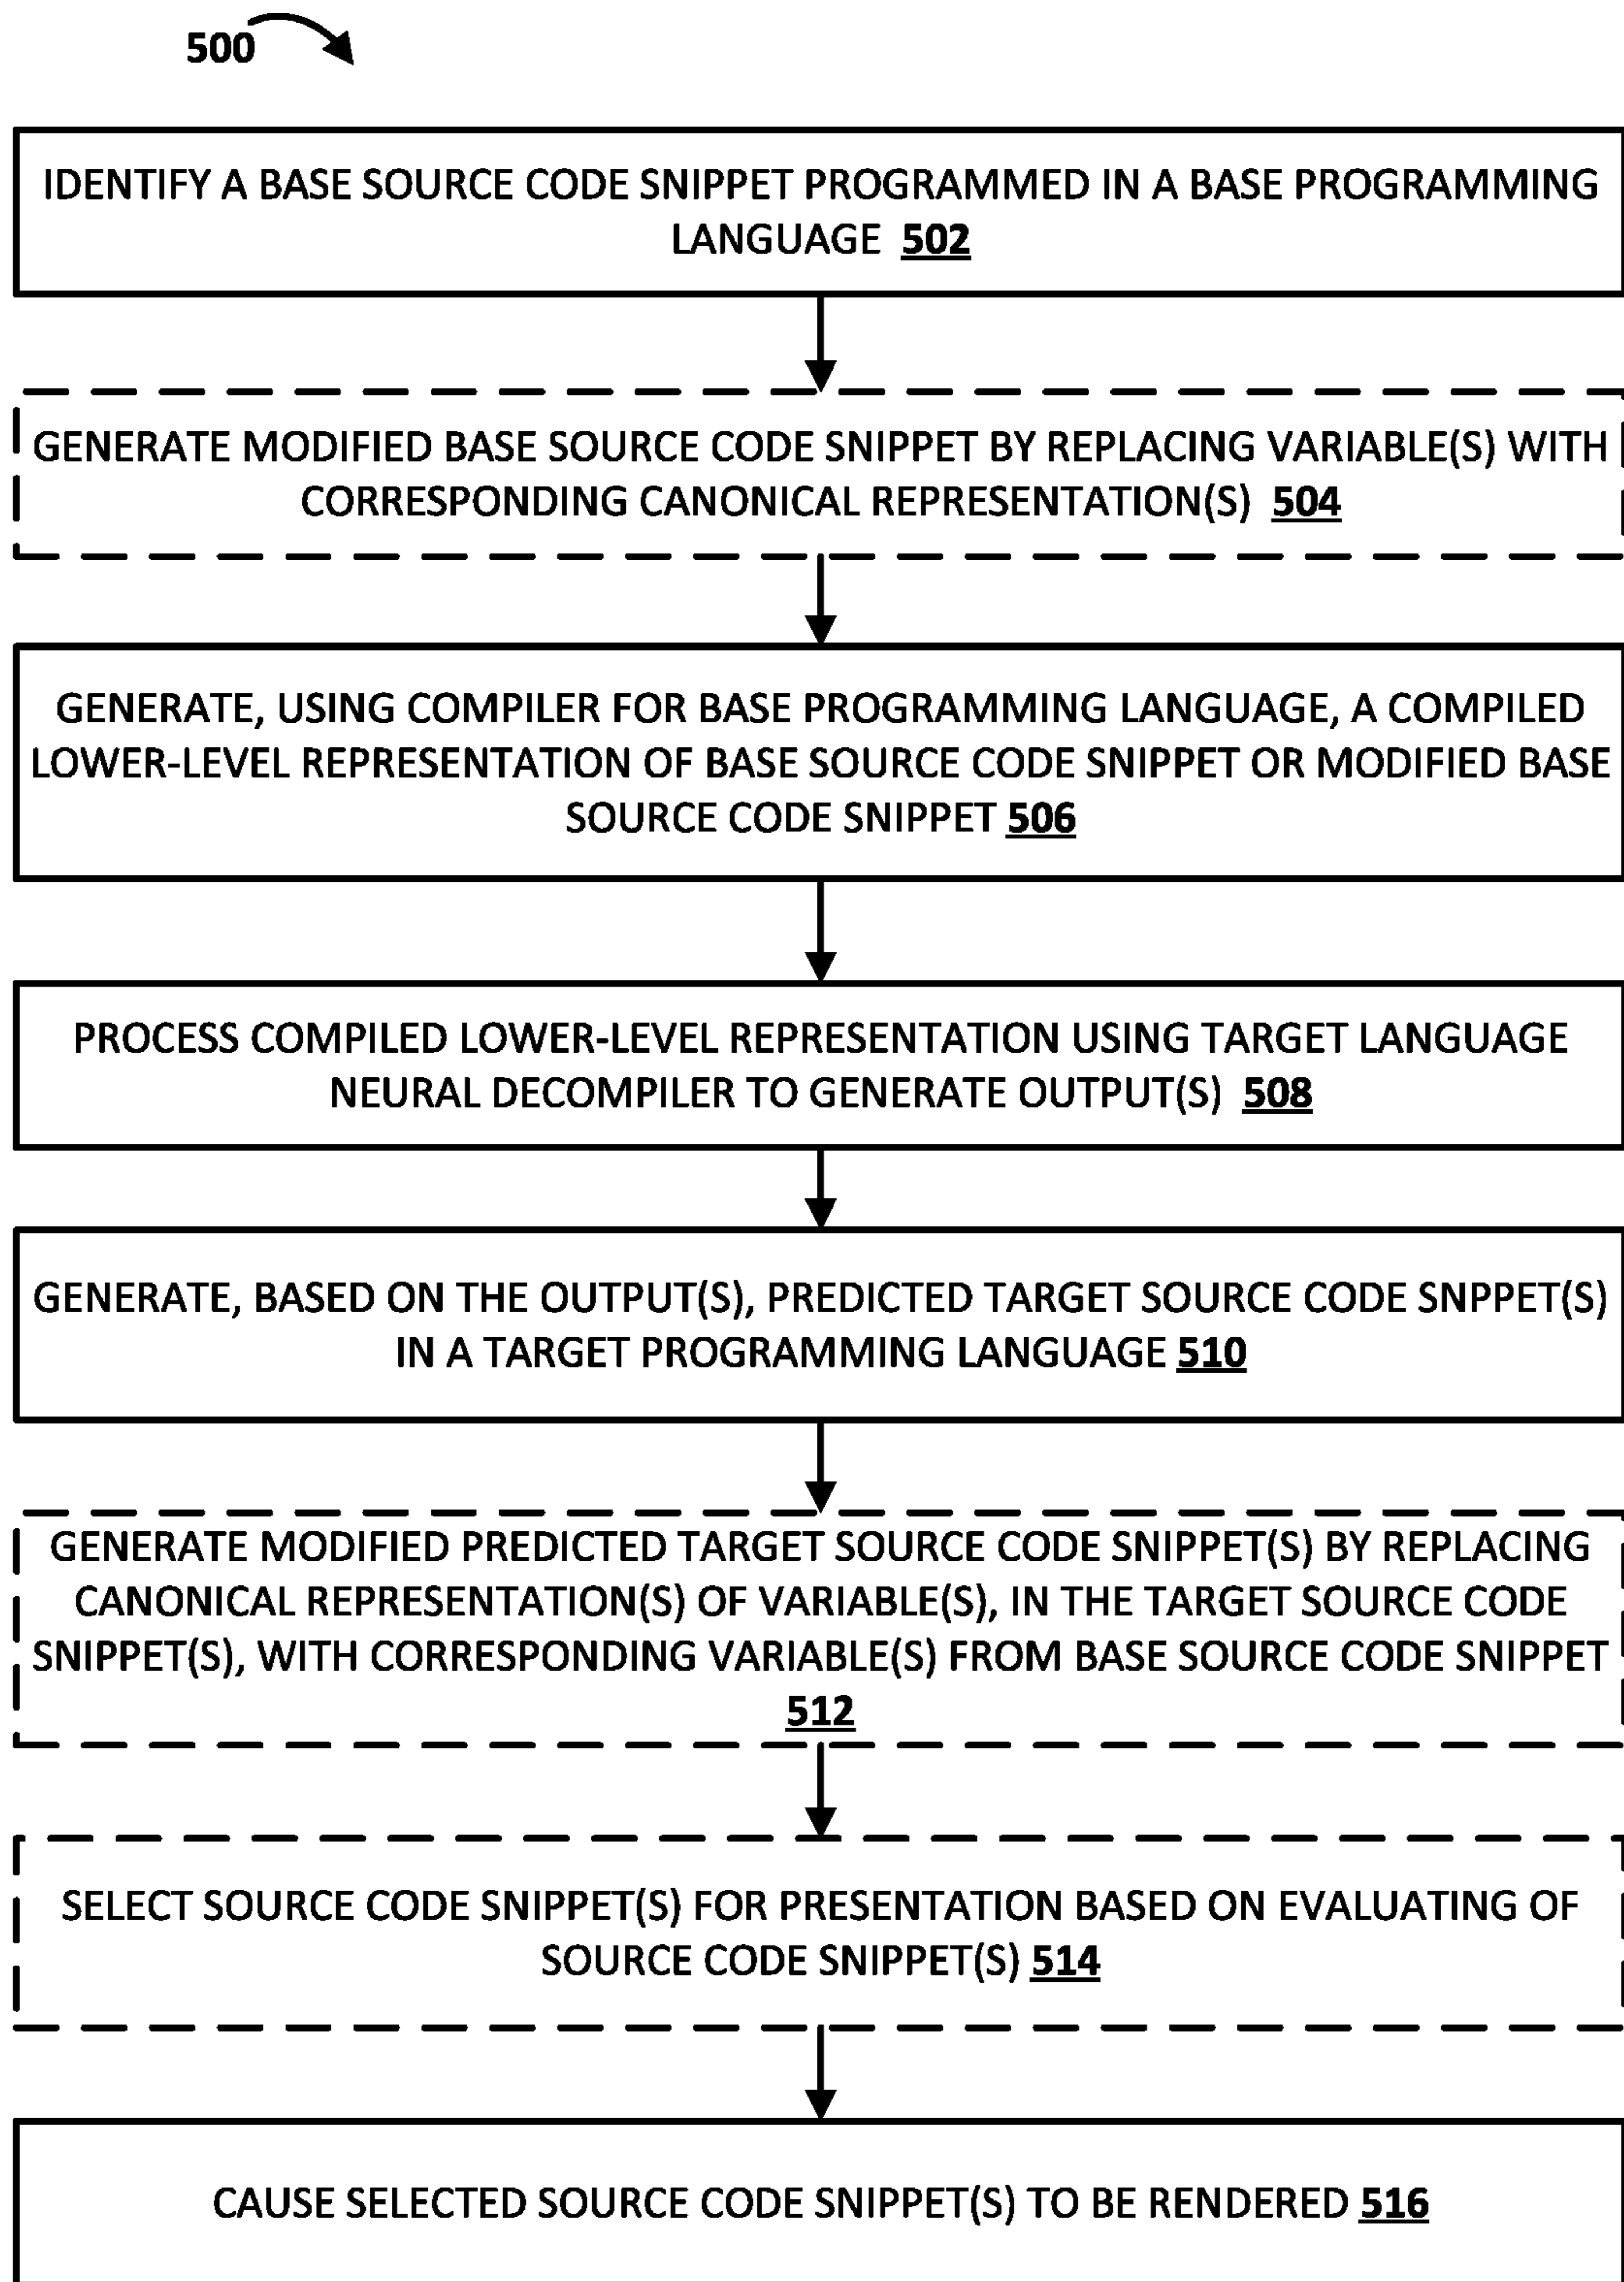 500
IDENTIFY A BASE SOURCE CODE SNIPPET PROGRAMMED IN A BASE PROGRAMMING
LANGUAGE 502
GENERATE MODIFIED BASE SOURCE CODE SNIPPET BY REPLACING VARIABLE(S) WITH
CORRESPONDING CANONICAL REPRESENTATION(S) 504
GENERATE, USING COMPILER FOR BASE PROGRAMMING LANGUAGE, A COMPILED
LOWER-LEVEL REPRESENTATION OF BASE SOURCE CODE SNIPPET OR MODIFIED BASE
SOURCE CODE SNIPPET 506
PROCESS COMPILED LOWER-LEVEL REPRESENTATION USING TARGET LANGUAGE
NEURAL DECOMPILER TO GENERATE OUTPUT(S) 508
GENERATE, BASED ON THE OUTPUT(S), PREDICTED TARGET SOURCE CODE SNPPET(S)
IN A TARGET PROGRAMMING LANGUAGE 510
GENERATE MODIFIED PREDICTED TARGET SOURCE CODE SNIPPET(S) BY REPLACING
CANONICAL REPRESENTATION(S) OF VARIABLE(S), IN THE TARGET SOURCE CODE
SNIPPET(S), WITH CORRESPONDING VARIABLE(S) FROM BASE SOURCE CODE SNIPPET
512
SELECT SOURCE CODE SNIPPET(S) FOR PRESENTATION BASED ON EVALUATING OF
SOURCE CODE SNIPPET(S) 514
CAUSE SELECTED SOURCE CODE SNIPPET(S) TO BE RENDERED 516